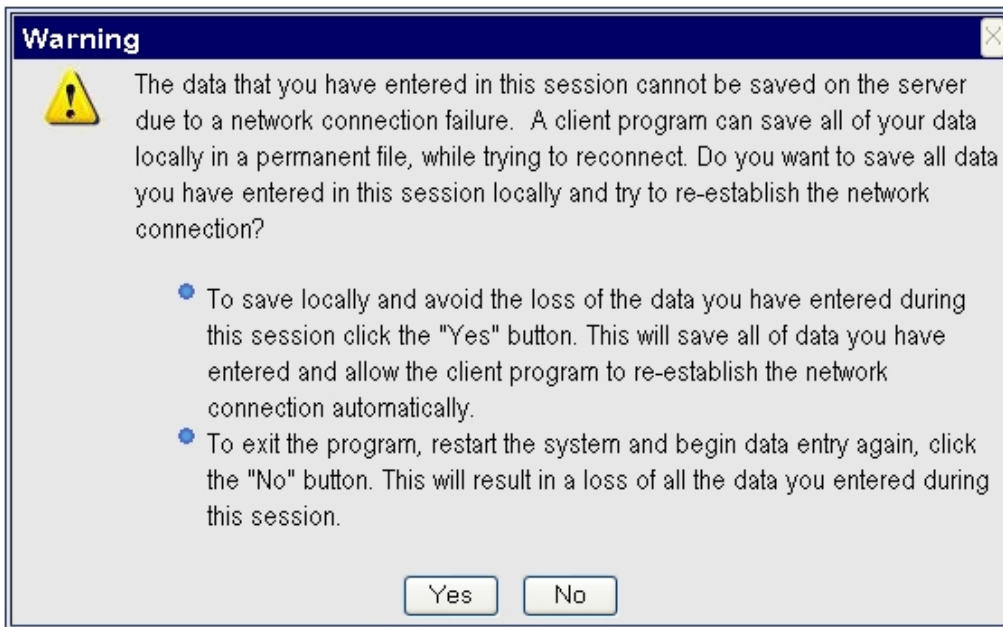 Warning
The data that you have entered in this session cannot be saved on the server
due to a network connection failure.  A client program can save all of your data
locally in a permanent file, while trying to reconnect. Do you want to save all data
you have entered in this session locally and try to re-establish the network
connection?
To save locally and avoid the loss of the data you have entered during
this session click the "Yes" button. This will save all of data you have
entered and allow the client program to re-establish the network
connection automatically.
To exit the program, restart the system and begin data entry again, click
the "No" button. This will result in a loss of all the data you entered during
this session.
Yes No